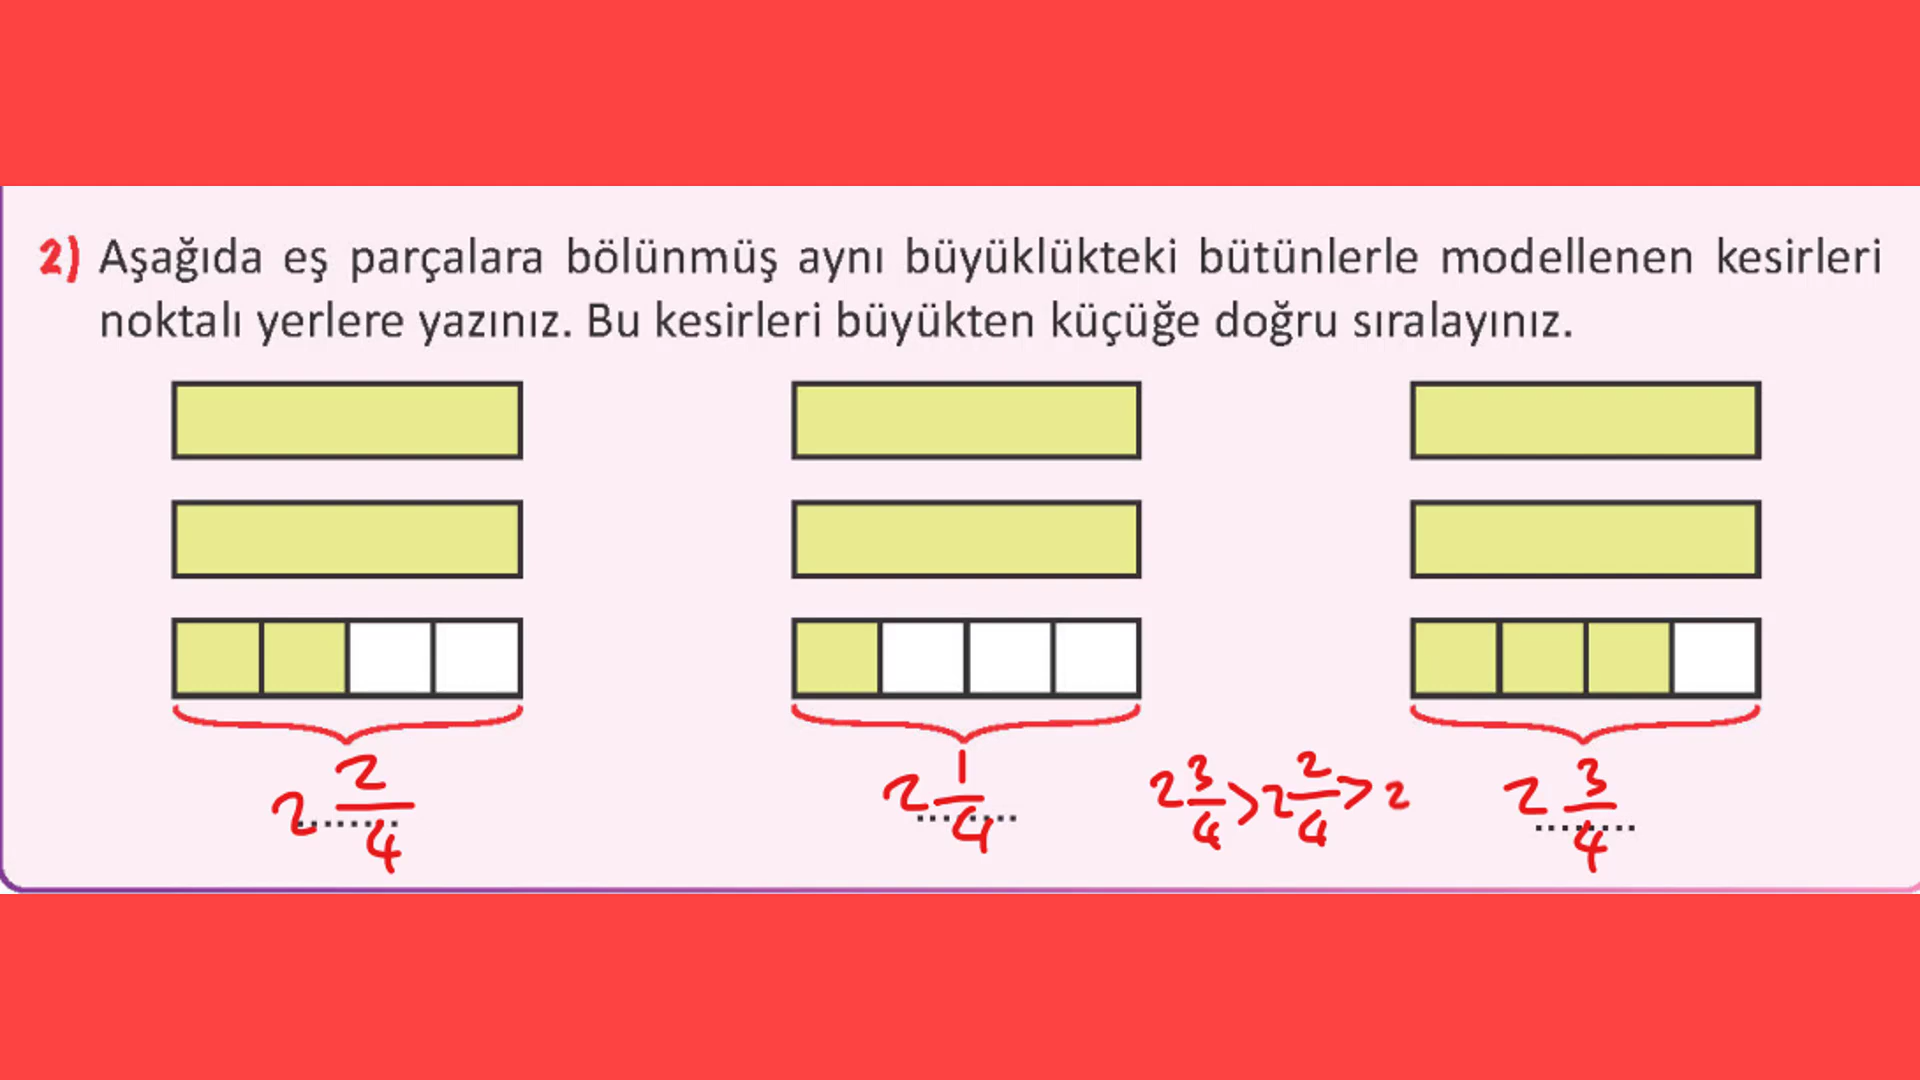 2) Aşağıda eş parçalara bölünmüş aynı büyüklükteki bütünlerle modellenen kesirleri
noktalı yerlere yazınız. Bu kesirleri büyükten küçüğe doğru sıralayınız.
2 2/4
2 1/4
2 3/4 > 2 2/4 > 2
2 3/4